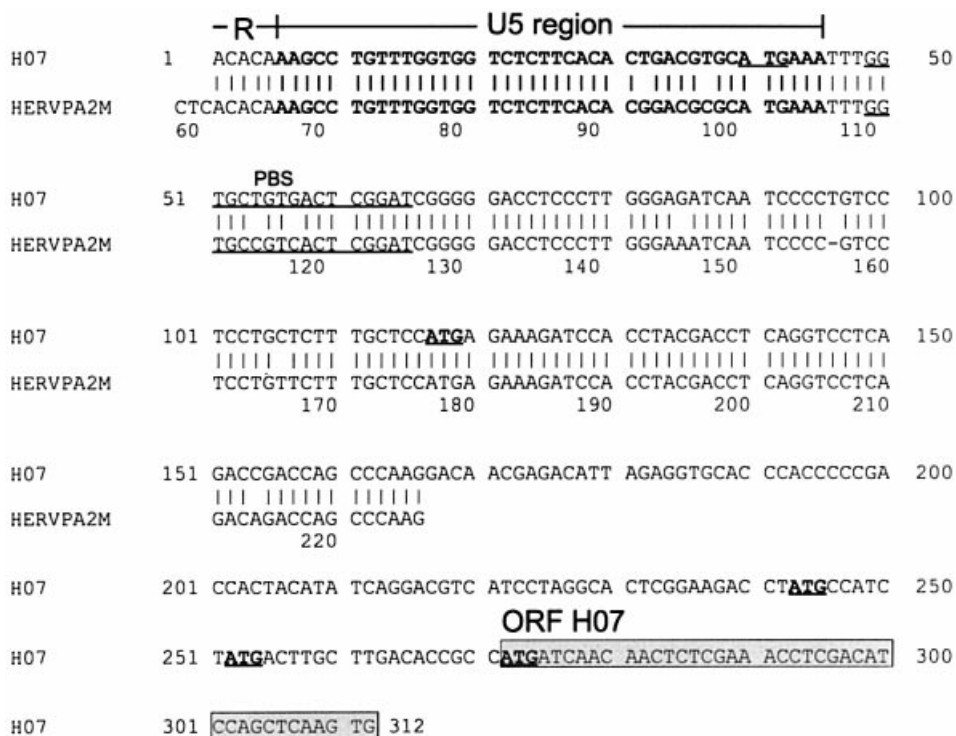 R U5 region
H07 1 ACACAAAGCC TGTTTGGTGG TCTCTTCACA CTGACGTGCA TGAAATTTGG 50
HERVPA2M CTCACACAAAGCC TGTTTGGTGG TCTCTTCACA CGGACGCGCA TGAAATTTGG
60 70 80 90 100 110
PBS
H07 51 TGCTGTGACT CGGATCGGGG GACCTCCCTT GGGAGATCAA TCCCCTGTCC 100
HERVPA2M TGCCGTCACT CGGATCGGGG GACCTCCCTT GGGAAATCAA TCCCC-GTCC
120 130 140 150 160
H07 101 TCCTGCTCTT TGCTCCATGA GAAAGATCCA CCTACGACCT CAGGTCCTCA 150
HERVPA2M TCCTGTTCTT TGCTCCATGA GAAAGATCCA CCTACGACCT CAGGTCCTCA
170 180 190 200 210
H07 151 GACCGACCAG CCCAAGGACA ACGAGACATT AGAGGTGCAC CCACCCCCGA 200
HERVPA2M GACAGACCAG CCCAAG
220
H07 201 CCACTACATA TCAGGACGTC ATCCTAGGCA CTCGGAAGAC CTATGCCATC 250
ORF H07
H07 251 TATGACTTGC TTGACACCGCC CATGATCAAC AACTCTCGAA ACCTCGACAT 300
H07 301 CCAGCTCAAG TG 312